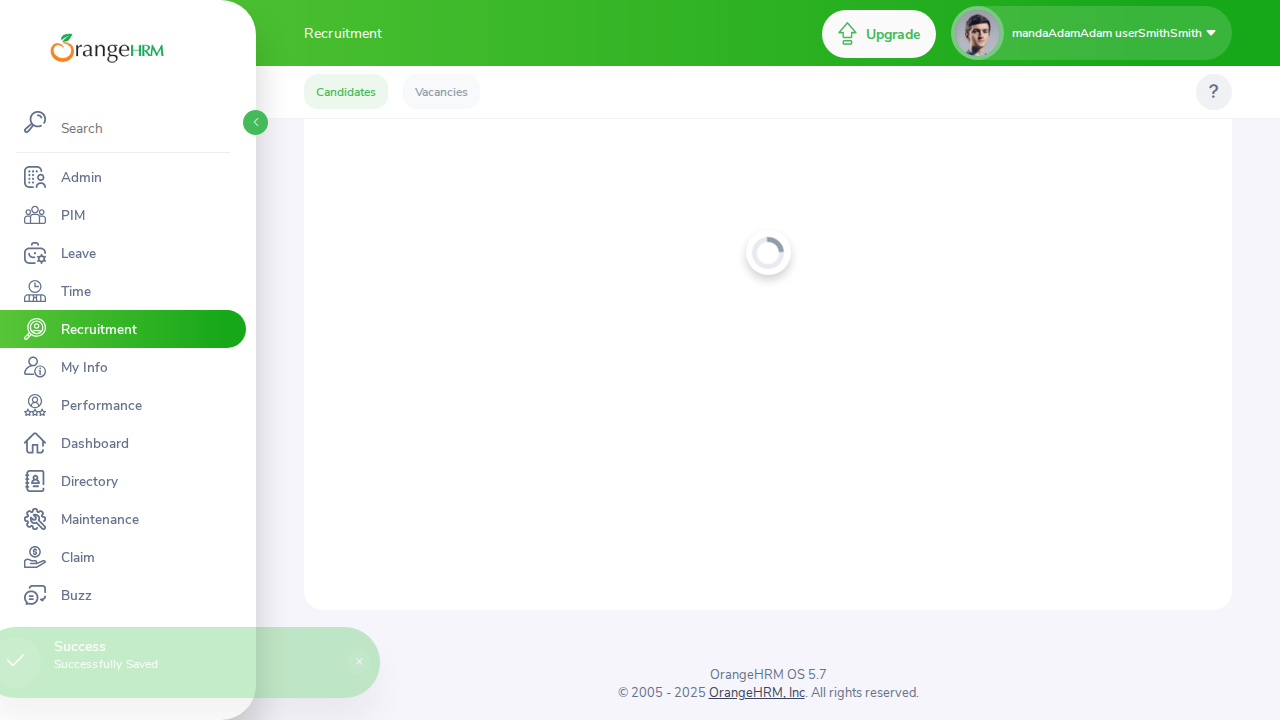 OrangeHRM
Search
Admin
PIM
Leave
Time
Recruitment
My Info
Performance
Dashboard
Directory
Maintenance
Claim
Buzz
Recruitment
Upgrade
mandaAdamAdam userSmithSmith
Candidates
Vacancies
?
Success
Successfully Saved
×
OrangeHRM OS 5.7
© 2005 - 2025 OrangeHRM, Inc. All rights reserved.